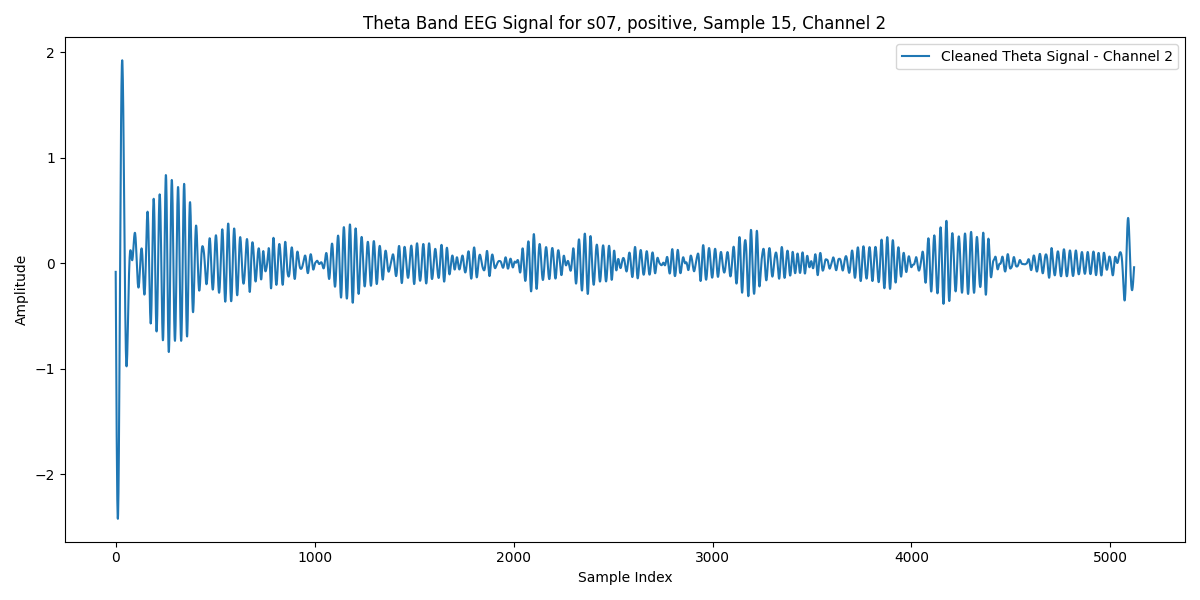 Theta Band EEG Signal for s07, positive, Sample 15, Channel 2
Cleaned Theta Signal - Channel 2
Amplitude
2
1
0
−1
−2
0 1000 2000 3000 4000 5000
Sample Index